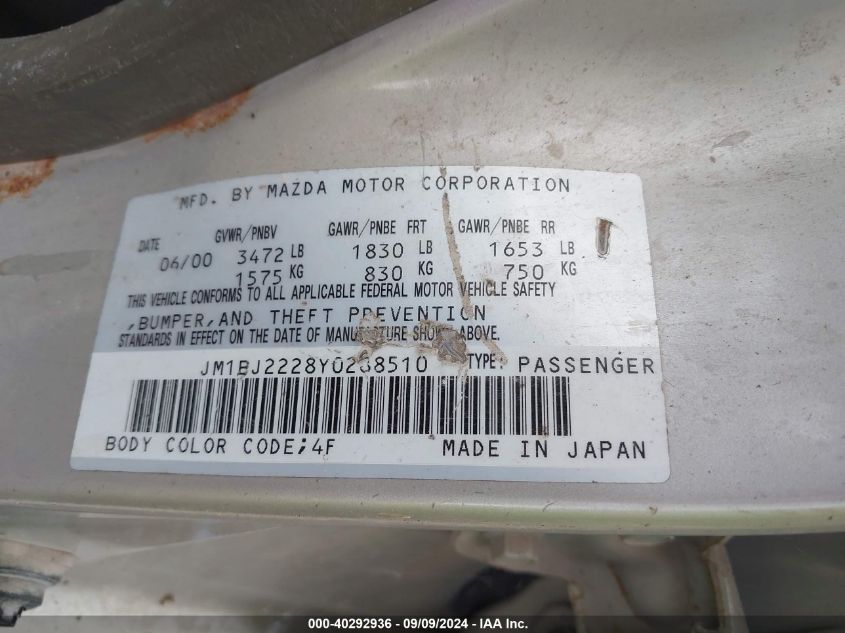 MFD. BY MAZDA MOTOR CORPORATION
DATE GVWR/PNBV GAWR/PNBE FRT GAWR/PNBE RR
06/00 3472 LB 1830 LB 1653 LB
1575 KG 830 KG 750 KG
THIS VEHICLE CONFORMS TO ALL APPLICABLE FEDERAL MOTOR VEHICLE SAFETY
,BUMPER,AND THEFT PREVENTION
STANDARDS IN EFFECT ON THE DATE OF MANUFACTURE SHOWN ABOVE.
JM1BJ2228Y0238510 TYPE: PASSENGER
BODY COLOR CODE;4F MADE IN JAPAN
000-40292936 - 09/09/2024 - IAA Inc.